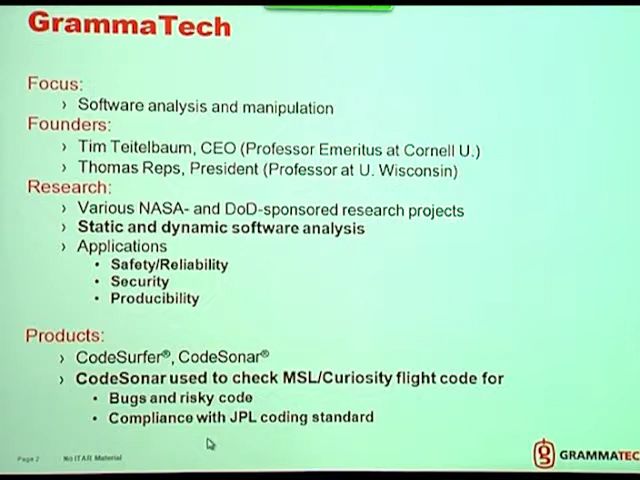 GrammaTech
Focus:
› Software analysis and manipulation
Founders:
› Tim Teitelbaum, CEO (Professor Emeritus at Cornell U.)
› Thomas Reps, President (Professor at U. Wisconsin)
Research:
› Various NASA- and DoD-sponsored research projects
› Static and dynamic software analysis
› Applications
• Safety/Reliability
• Security
• Producibility
Products:
› CodeSurfer®, CodeSonar®
› CodeSonar used to check MSL/Curiosity flight code for
• Bugs and risky code
• Compliance with JPL coding standard
Page 2 No ITAR Material
GRAMMATEC